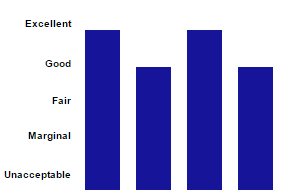 Excellent
Good
Fair
Marginal
Unacceptable